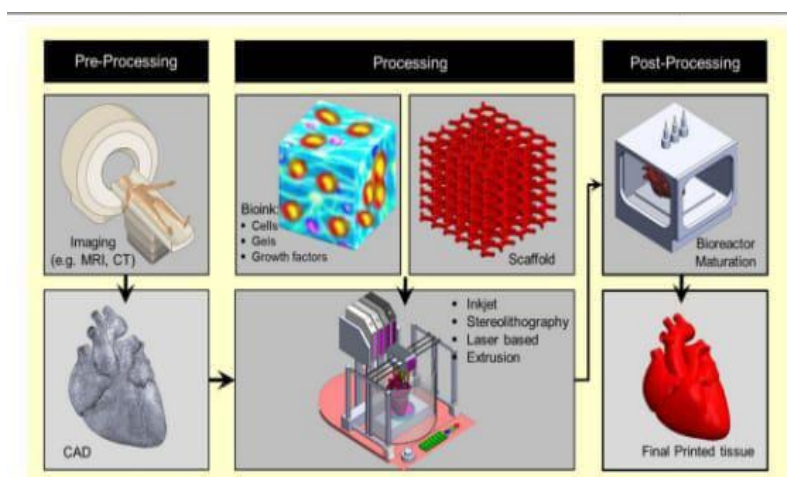 Pre-Processing
Processing
Post-Processing
Imaging
(e.g. MRI, CT)
Bioink:
• Cells
• Gels
• Growth factors
Scaffold
Bioreactor
Maturation
CAD
• Inkjet
• Stereolithography
• Laser based
• Extrusion
Final Printed tissue